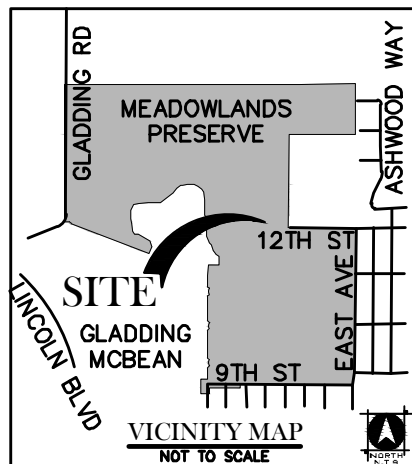 GLADDING RD
ASHWOOD WAY
MEADOWLANDS
PRESERVE
12TH ST
SITE
EAST AVE
LINCOLN BLVD
GLADDING
MCBEAN
9TH ST
VICINITY MAP
NOT TO SCALE
NORTH
N.T.S